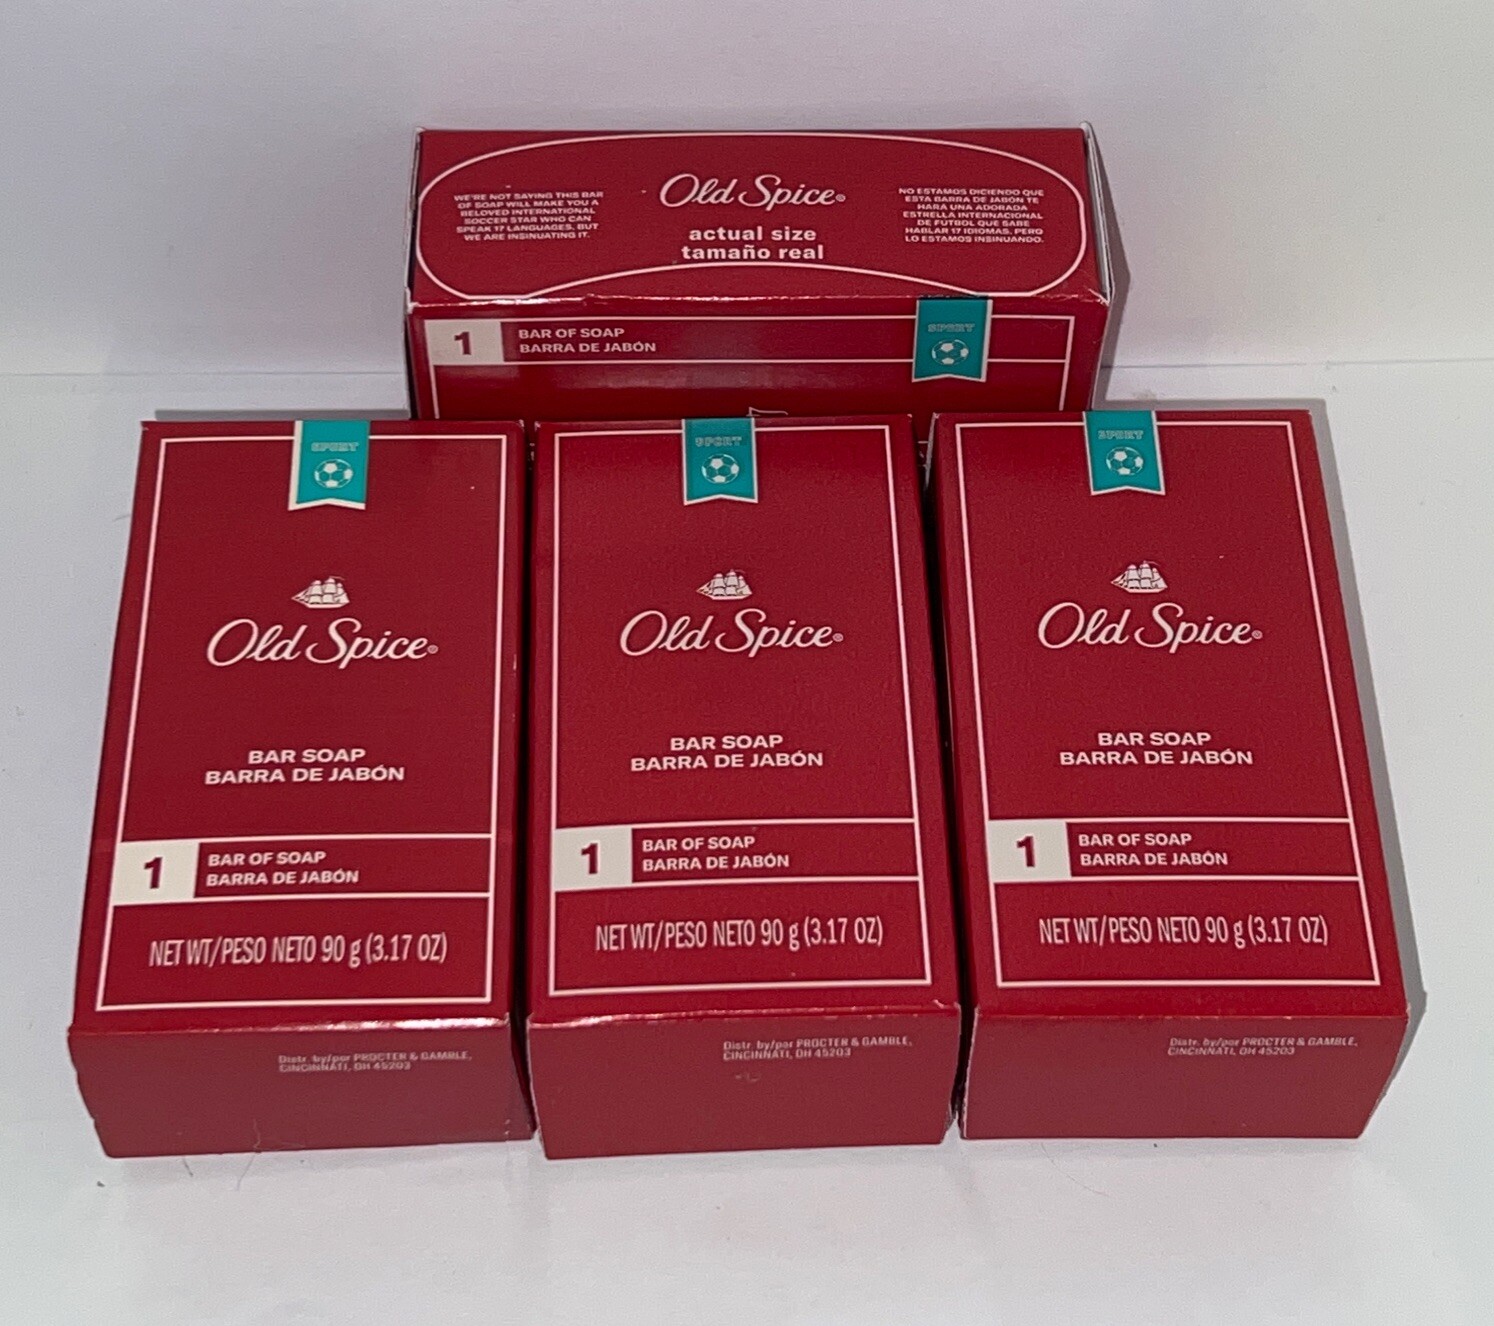 WE'RE NOT SAYING THIS BAR
OF SOAP WILL MAKE YOU A
BELOVED INTERNATIONAL
SOCCER STAR WHO CAN
SPEAK 17 LANGUAGES, BUT
WE ARE INSINUATING IT.
Old Spice®
actual size
tamaño real
NO ESTAMOS DICIENDO QUE
ESTA BARRA DE JABÓN TE
HARÁ UNA ADORADA
ESTRELLA INTERNACIONAL
DE FÚTBOL QUE SABE
HABLAR 17 IDIOMAS, PERO
LO ESTAMOS INSINUANDO.
1
BAR OF SOAP
BARRA DE JABÓN
SPORT
SPORT
Old Spice®
BAR SOAP
BARRA DE JABÓN
1
BAR OF SOAP
BARRA DE JABÓN
NET WT/PESO NETO 90 g (3.17 OZ)
Distr. by/por PROCTER & GAMBLE,
CINCINNATI, OH 45203
SPORT
Old Spice®
BAR SOAP
BARRA DE JABÓN
1
BAR OF SOAP
BARRA DE JABÓN
NET WT/PESO NETO 90 g (3.17 OZ)
Distr. by/por PROCTER & GAMBLE,
CINCINNATI, OH 45203
SPORT
Old Spice®
BAR SOAP
BARRA DE JABÓN
1
BAR OF SOAP
BARRA DE JABÓN
NET WT/PESO NETO 90 g (3.17 OZ)
Distr. by/por PROCTER & GAMBLE,
CINCINNATI, OH 45203